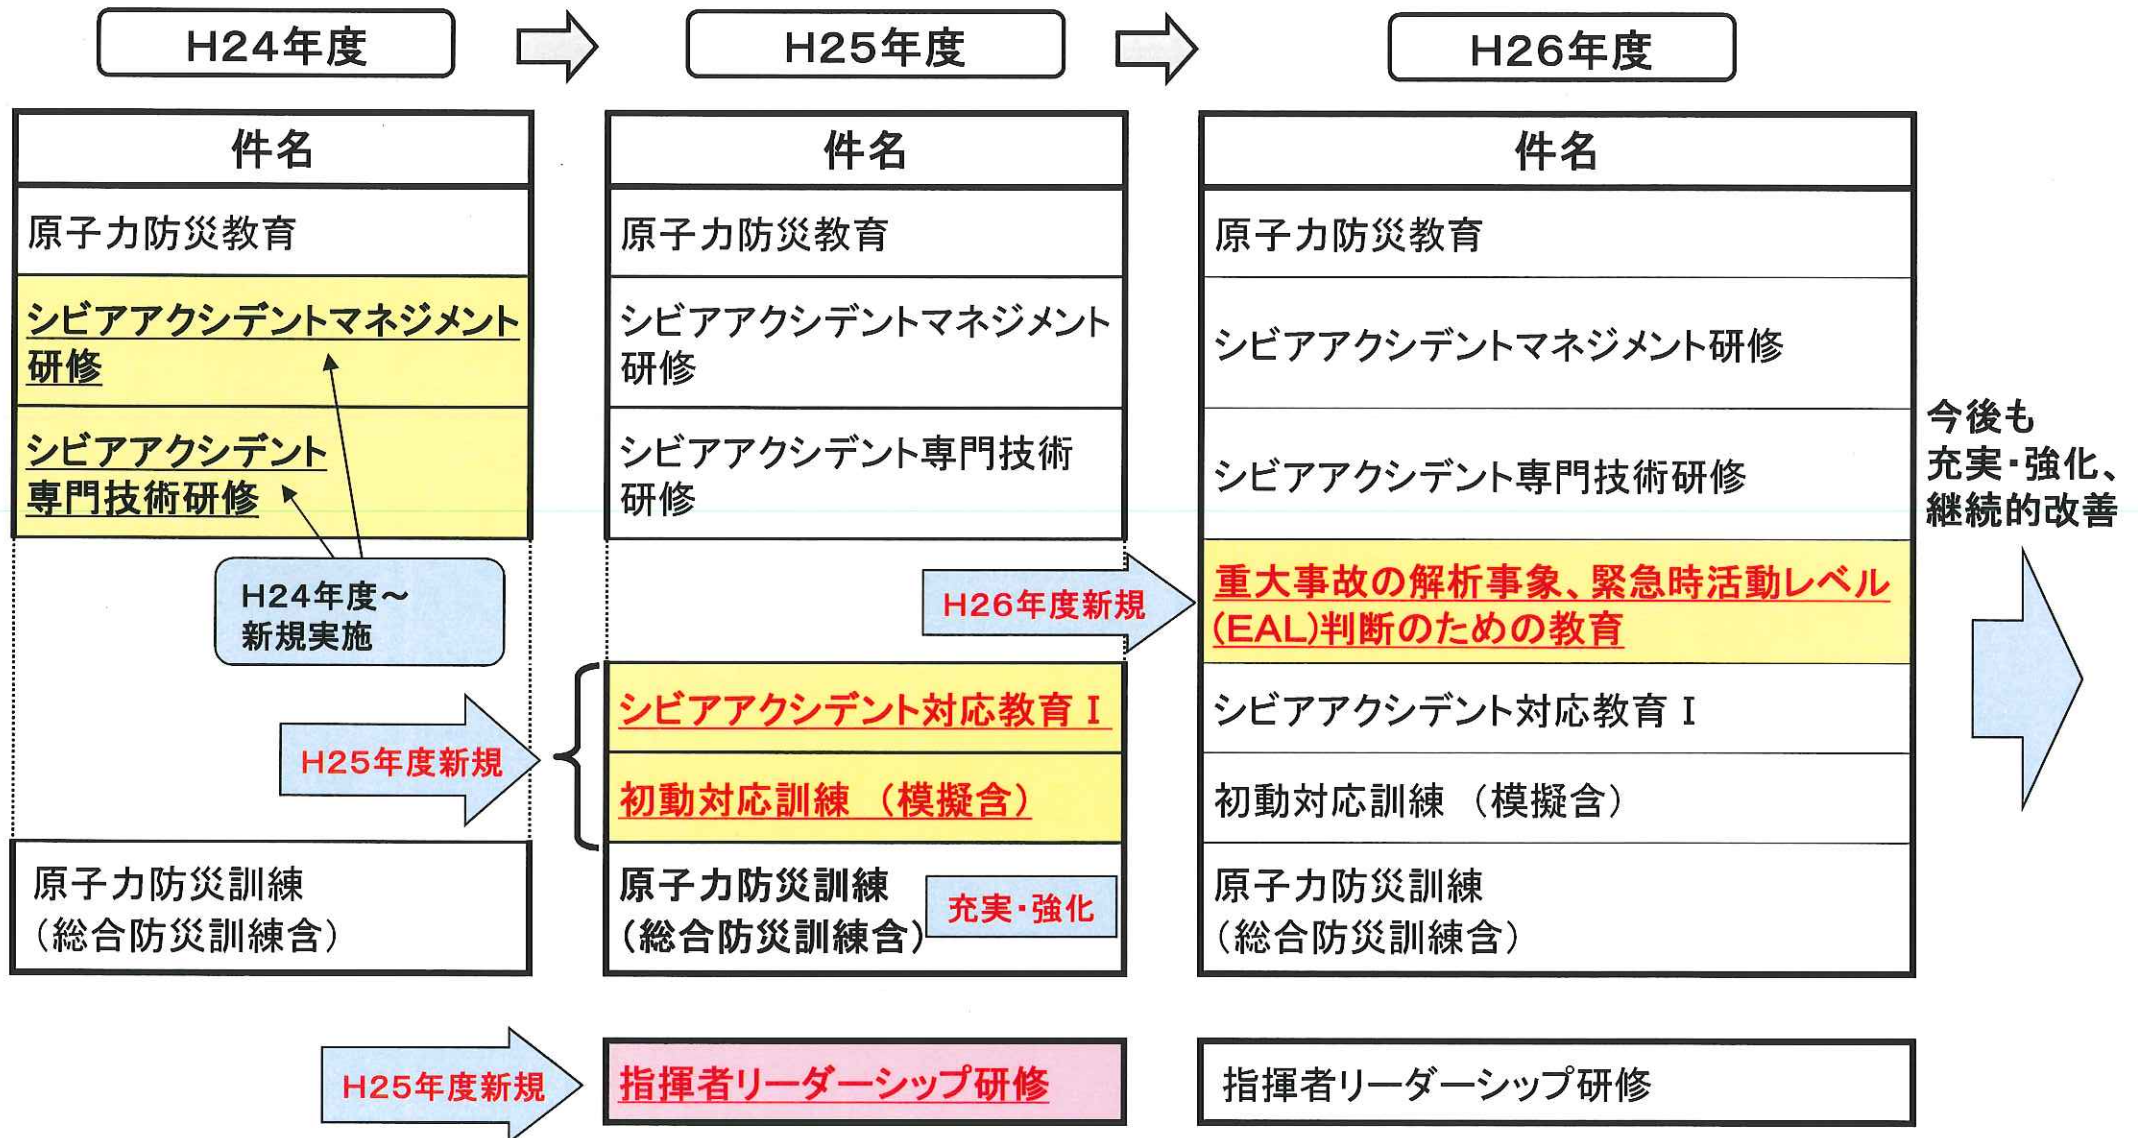 H24年度
H25年度
H26年度
件名
原子力防災教育
シビアアクシデントマネジメント
研修
シビアアクシデント
専門技術研修
H24年度～
新規実施
H25年度新規
原子力防災訓練
（総合防災訓練含）
件名
原子力防災教育
シビアアクシデントマネジメント
研修
シビアアクシデント専門技術
研修
H26年度新規
シビアアクシデント対応教育Ⅰ
初動対応訓練 （模擬含）
原子力防災訓練
（総合防災訓練含）
充実・強化
H25年度新規
指揮者リーダーシップ研修
件名
原子力防災教育
シビアアクシデントマネジメント研修
シビアアクシデント専門技術研修
重大事故の解析事象、緊急時活動レベル
(EAL)判断のための教育
シビアアクシデント対応教育Ⅰ
初動対応訓練 （模擬含）
原子力防災訓練
（総合防災訓練含）
指揮者リーダーシップ研修
今後も
充実・強化、
継続的改善